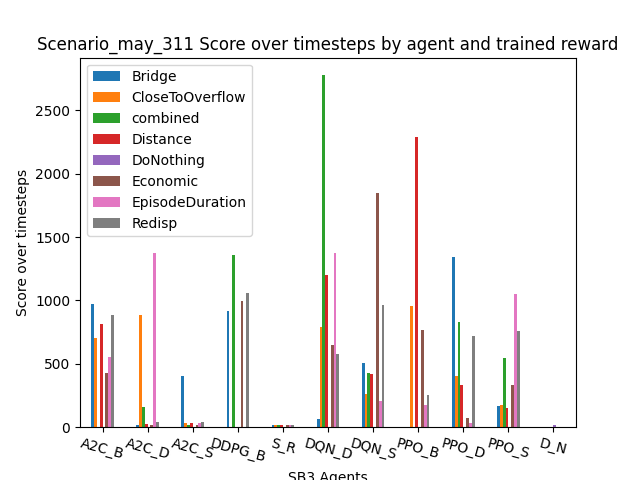 Scenario_may_311 Score over timesteps by agent and trained reward
Bridge
CloseToOverflow
combined
Distance
DoNothing
Economic
EpisodeDuration
Redisp
Score over timesteps
2500
2000
1500
1000
500
0
A2C_B A2C_D A2C_S DDPG_B S_R DQN_D DQN_S PPO_B PPO_D PPO_S D_N
SB3 Agents